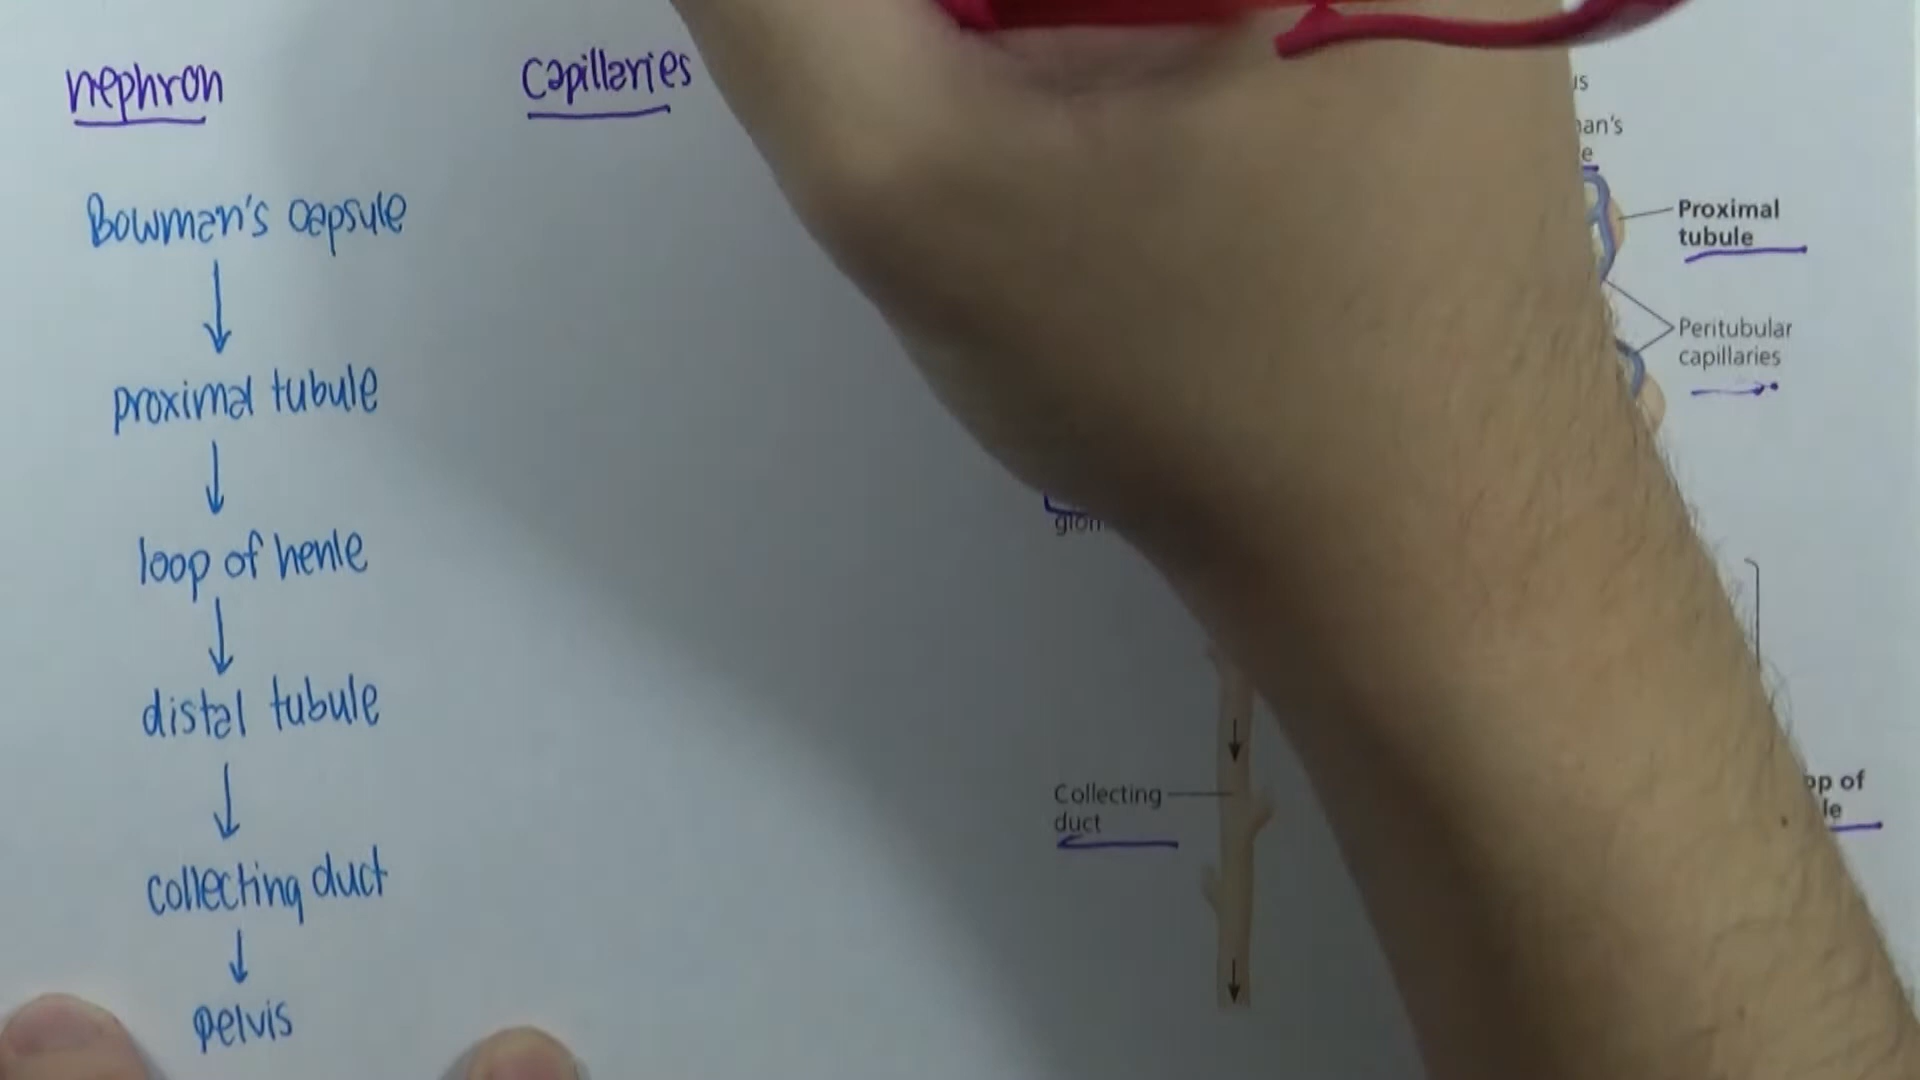 nephron
Bowman's capsule
proximal tubule
loop of henle
distal tubule
collecting duct
pelvis
capillaries
Proximal
tubule
Peritubular
capillaries
Collecting
duct